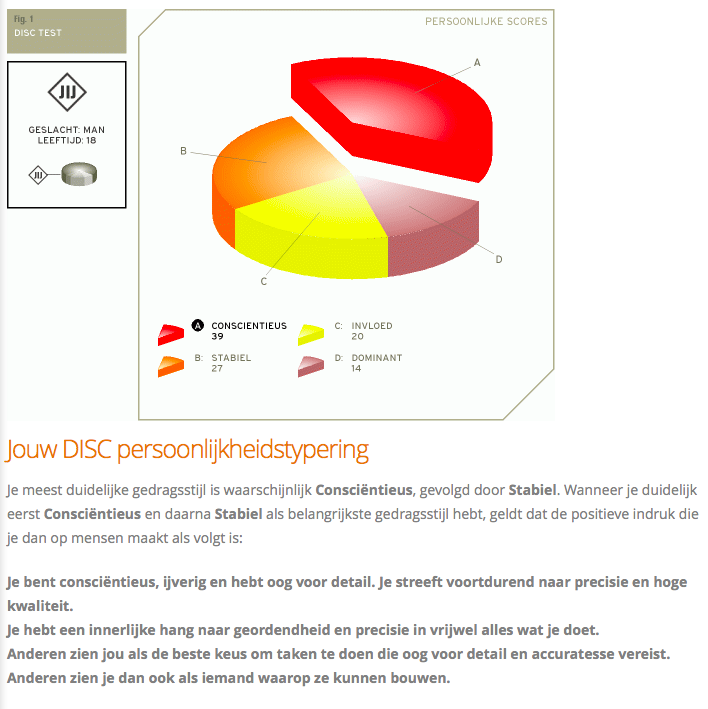 Fig. 1
DISC TEST
PERSOONLIJKE SCORES
JIJ
GESLACHT: MAN
LEEFTIJD: 18
JIJ
A
B
C
D
A CONSCIENTIEUS
39
C: INVLOED
20
B: STABIEL
27
D: DOMINANT
14
Jouw DISC persoonlijkheidstypering
Je meest duidelijke gedragsstijl is waarschijnlijk Consciëntieus, gevolgd door Stabiel. Wanneer je duidelijk
eerst Consciëntieus en daarna Stabiel als belangrijkste gedragsstijl hebt, geldt dat de positieve indruk die
je dan op mensen maakt als volgt is:
Je bent consciëntieus, ijverig en hebt oog voor detail. Je streeft voortdurend naar precisie en hoge
kwaliteit.
Je hebt een innerlijke hang naar geordendheid en precisie in vrijwel alles wat je doet.
Anderen zien jou als de beste keus om taken te doen die oog voor detail en accuratesse vereist.
Anderen zien je dan ook als iemand waarop ze kunnen bouwen.